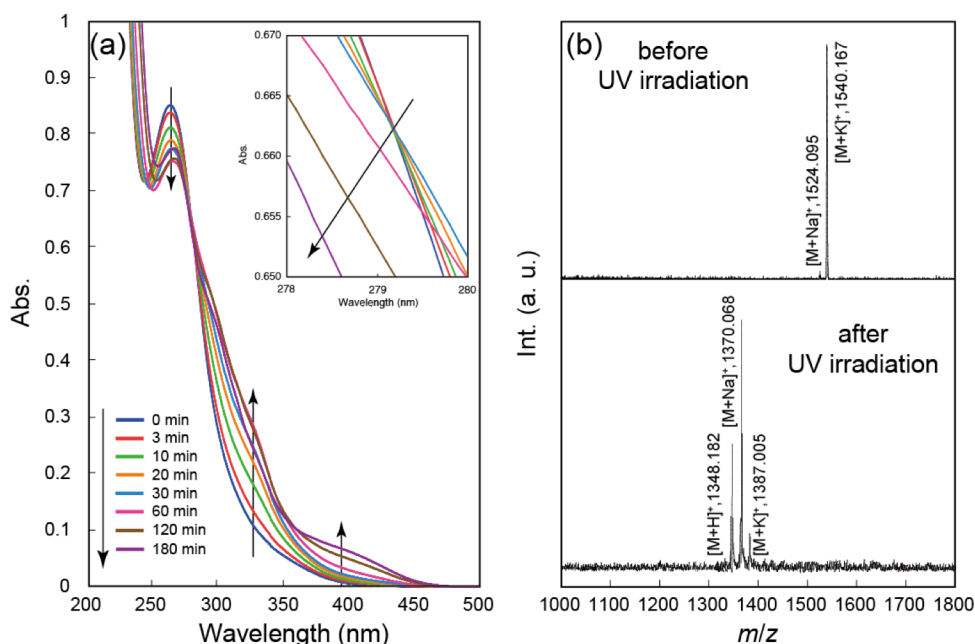 (a)
1
0.9
0.8
0.7
0.6
0.5
0.4
0.3
0.2
0.1
0
Abs.
200 250 300 350 400 450 500
Wavelength (nm)
0 min
3 min
10 min
20 min
30 min
60 min
120 min
180 min
0.670
0.665
0.660
0.655
0.650
Abs.
278 279 280
Wavelength (nm)
(b)
before
UV irradiation
[M+Na]⁺,1524.095
[M+K]⁺,1540.167
Int. (a. u.)
after
UV irradiation
[M+H]⁺,1348.182
[M+Na]⁺,1370.068
[M+K]⁺,1387.005
1000 1100 1200 1300 1400 1500 1600 1700 1800
m/z